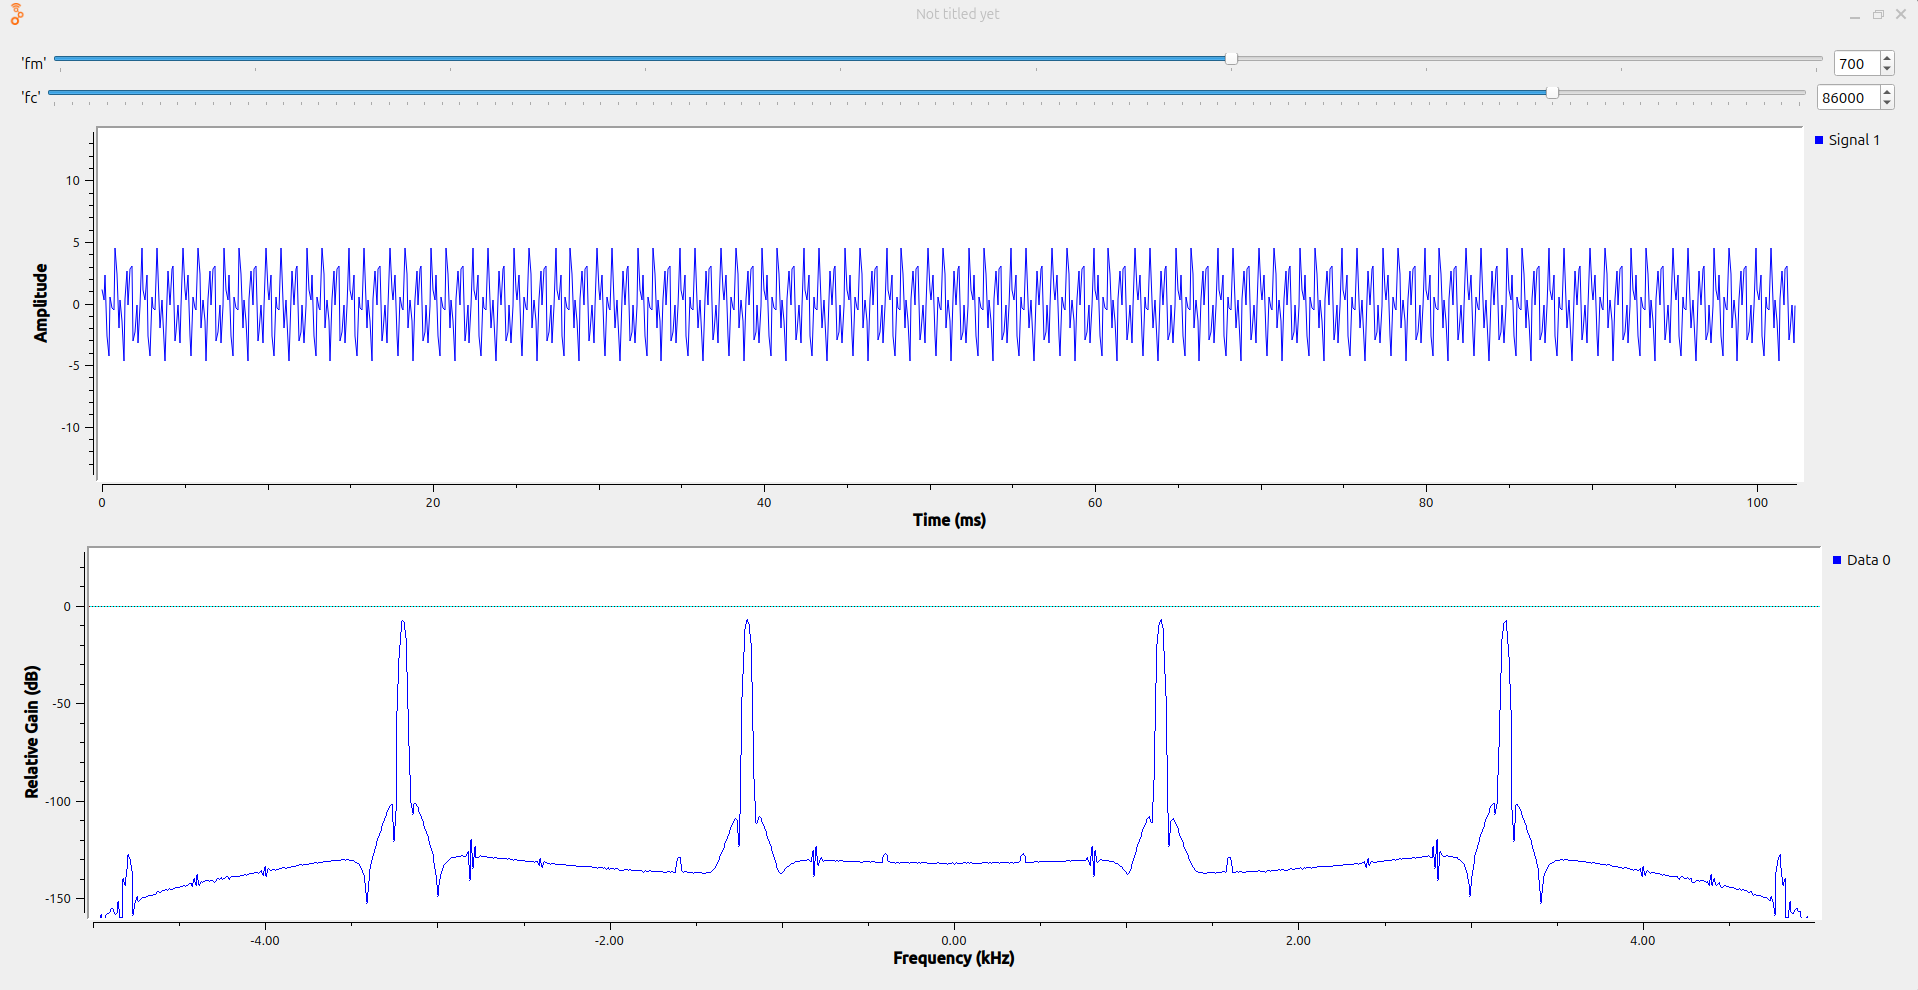 Not titled yet
'fm'
700
'fc'
86000
Signal 1
Amplitude
10
5
0
-5
-10
0 20 40 60 80 100
Time (ms)
Data 0
Relative Gain (dB)
0
-50
-100
-150
-4.00 -2.00 0.00 2.00 4.00
Frequency (kHz)